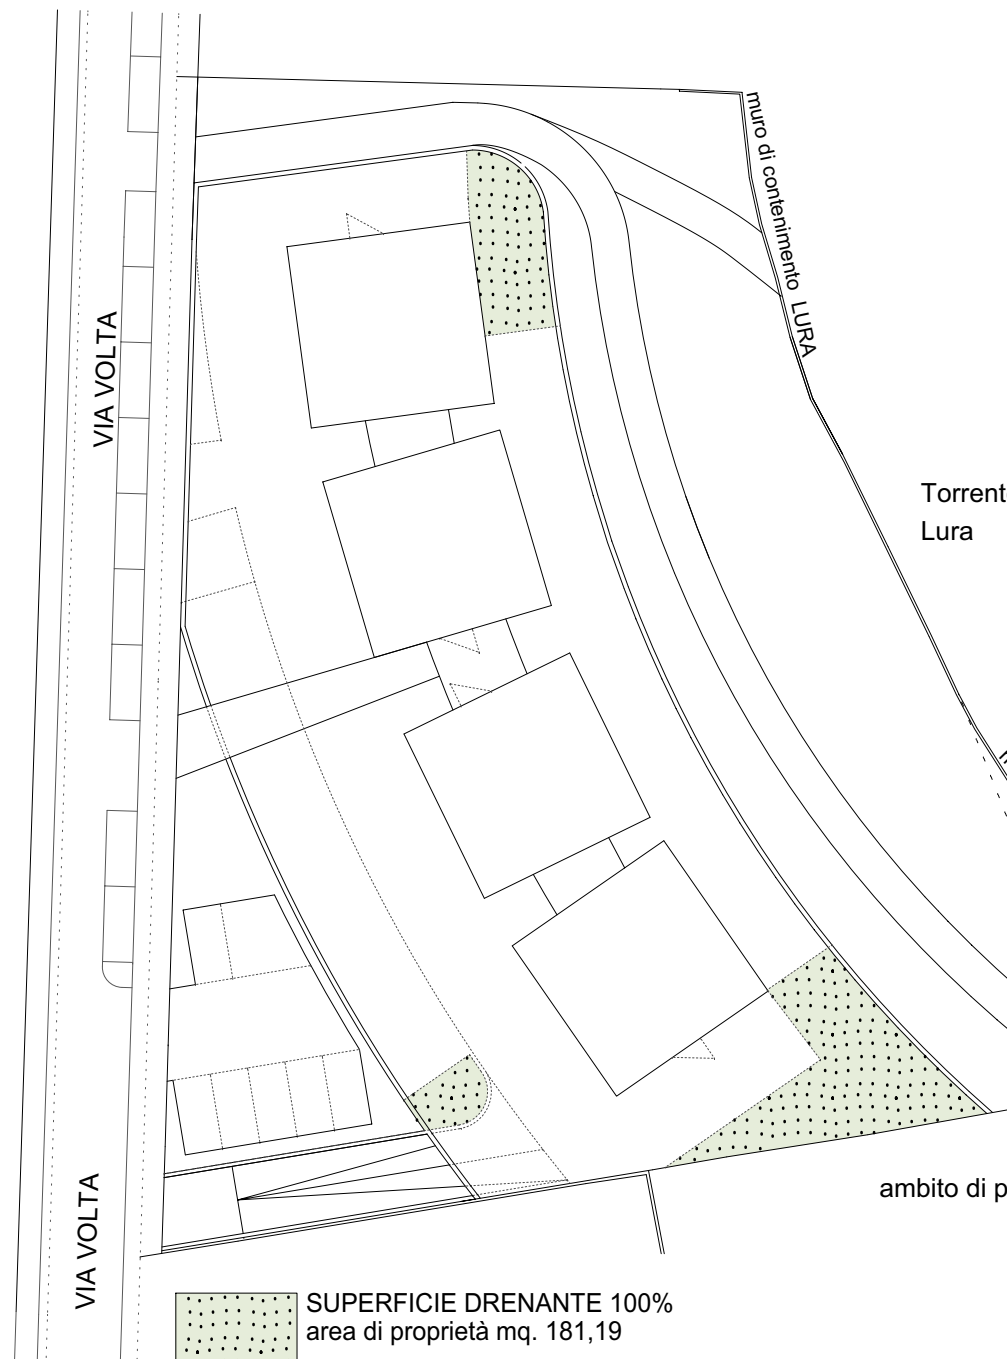 muro di contenimento LURA
VIA VOLTA
Torrent
Lura
VIA VOLTA
ambito di p
SUPERFICIE DRENANTE 100%
area di proprietà mq. 181,19